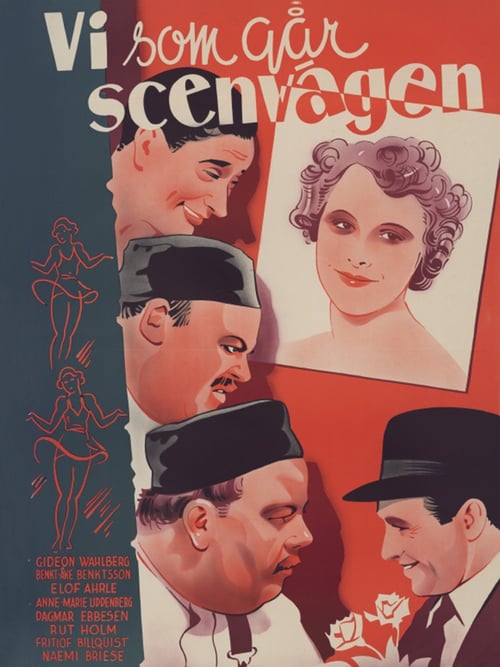 Vi som går
scenvägen
GIDEON WAHLBERG
BENKT-ÅKE BENKTSSON
ELOF AHRLE
ANNE-MARIE UDDENBERG
DAGMAR EBBESEN
RUT HOLM
FRITIOF BILLQUIST
NAEMI BRIESE